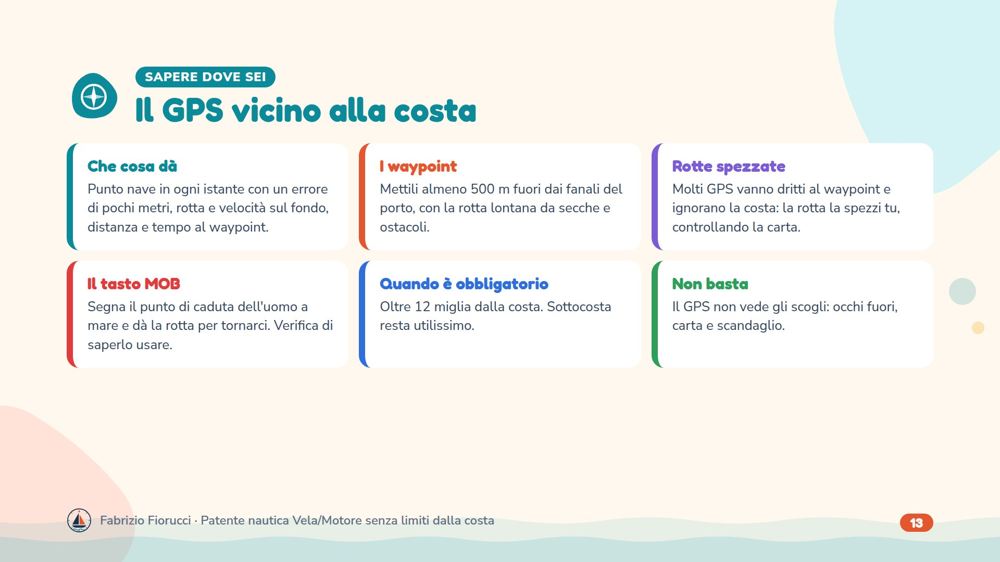 SAPERE DOVE SEI
Il GPS vicino alla costa
Che cosa dà
Punto nave in ogni istante con un errore
di pochi metri, rotta e velocità sul fondo,
distanza e tempo al waypoint.
I waypoint
Mettili almeno 500 m fuori dai fanali del
porto, con la rotta lontana da secche e
ostacoli.
Rotte spezzate
Molti GPS vanno dritti al waypoint e
ignorano la costa: la rotta la spezzi tu,
controllando la carta.
Il tasto MOB
Segna il punto di caduta dell'uomo a
mare e dà la rotta per tornarci. Verifica di
saperlo usare.
Quando è obbligatorio
Oltre 12 miglia dalla costa. Sottocosta
resta utilissimo.
Non basta
Il GPS non vede gli scogli: occhi fuori,
carta e scandaglio.
Fabrizio Fiorucci · Patente nautica Vela/Motore senza limiti dalla costa
13